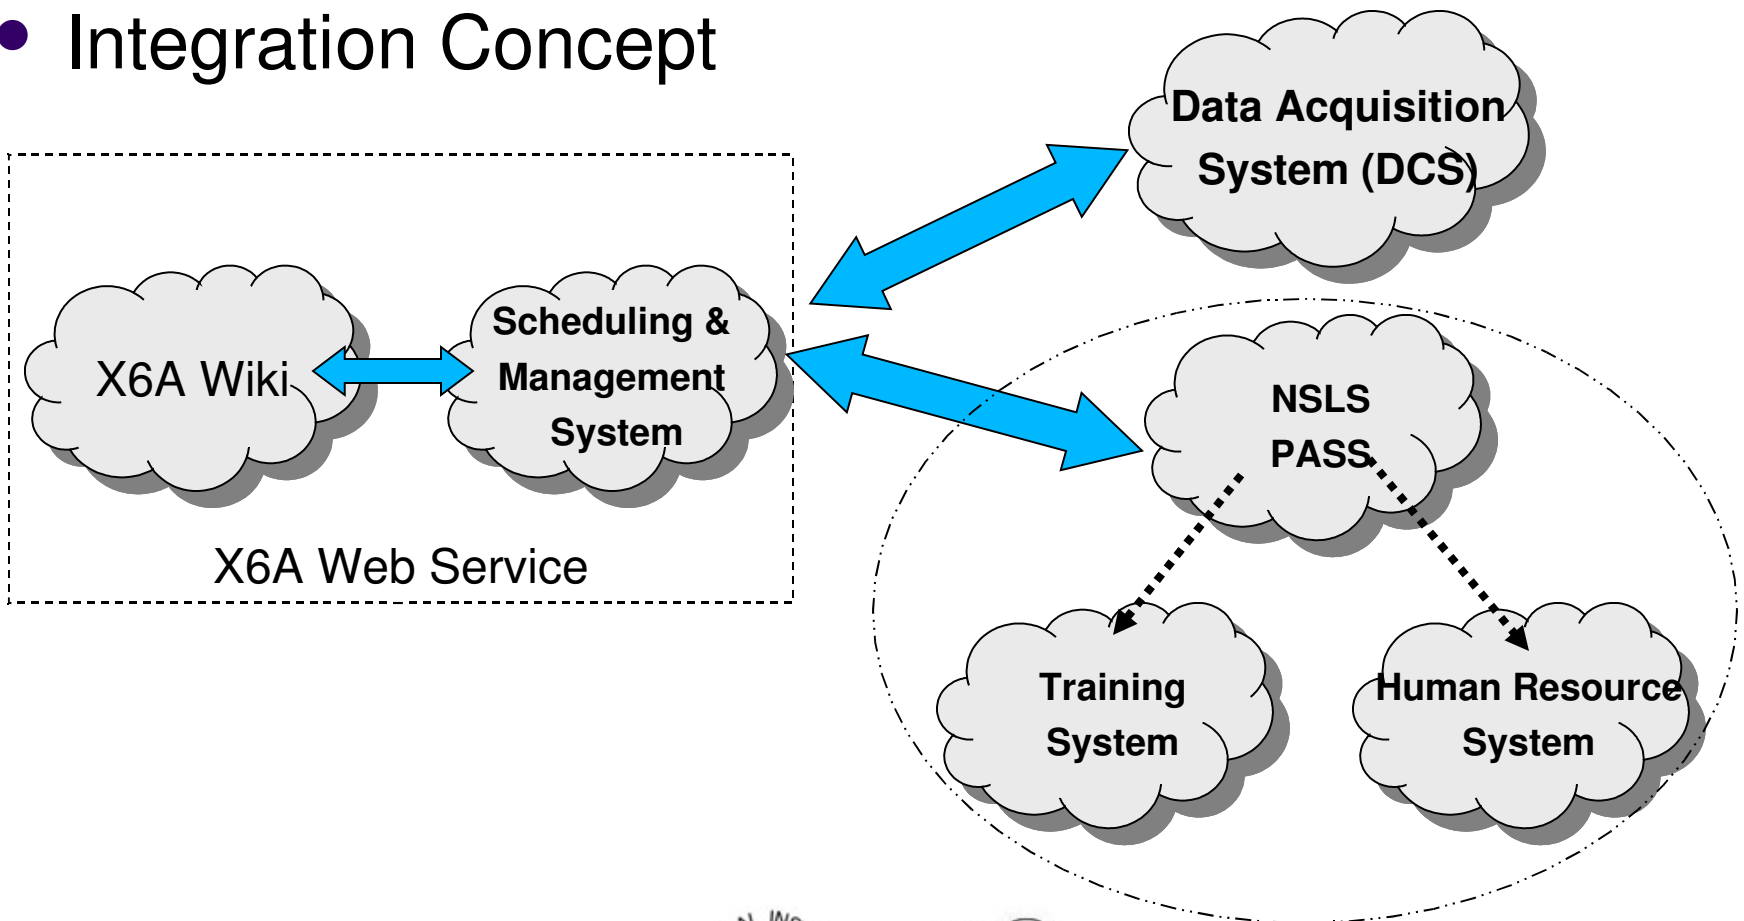 • Integration Concept
Data Acquisition
System (DCS)
X6A Wiki
Scheduling &
Management
System
X6A Web Service
NSLS
PASS
Training
System
Human Resource
System